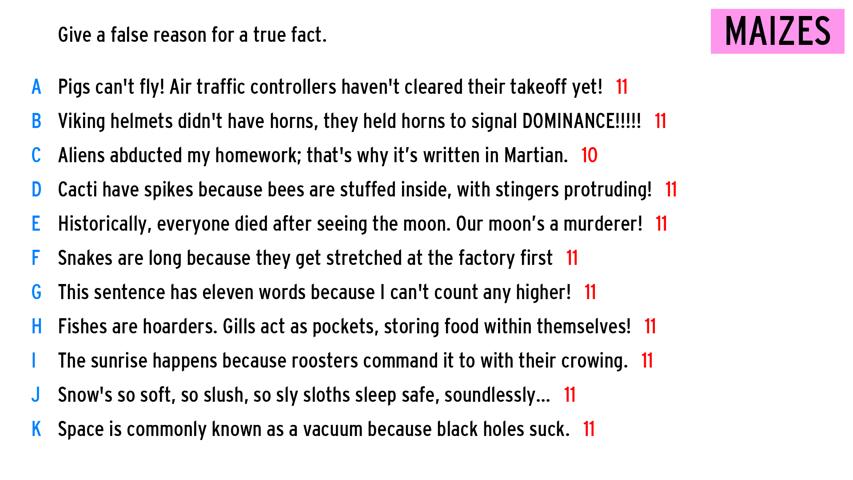 Give a false reason for a true fact.
MAIZES
A Pigs can't fly! Air traffic controllers haven't cleared their takeoff yet! 11
B Viking helmets didn't have horns, they held horns to signal DOMINANCE!!!!! 11
C Aliens abducted my homework; that's why it’s written in Martian. 10
D Cacti have spikes because bees are stuffed inside, with stingers protruding! 11
E Historically, everyone died after seeing the moon. Our moon’s a murderer! 11
F Snakes are long because they get stretched at the factory first 11
G This sentence has eleven words because I can't count any higher! 11
H Fishes are hoarders. Gills act as pockets, storing food within themselves! 11
I The sunrise happens because roosters command it to with their crowing. 11
J Snow's so soft, so slush, so sly sloths sleep safe, soundlessly... 11
K Space is commonly known as a vacuum because black holes suck. 11